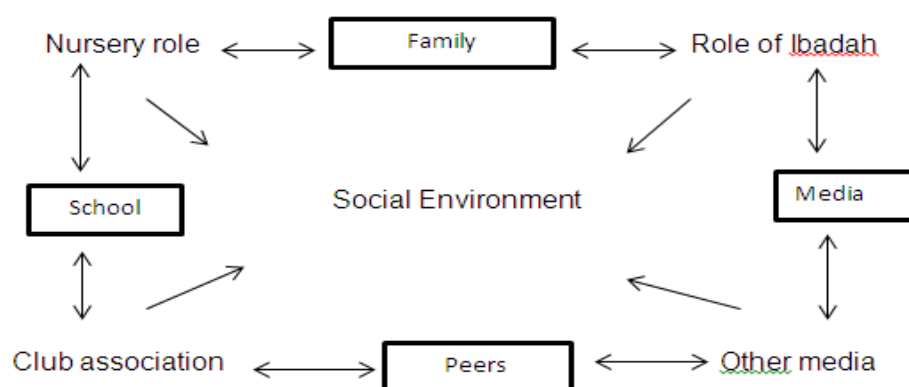 Nursery role
Family
Role of Ibadah
School
Social Environment
Media
Club association
Peers
Other media